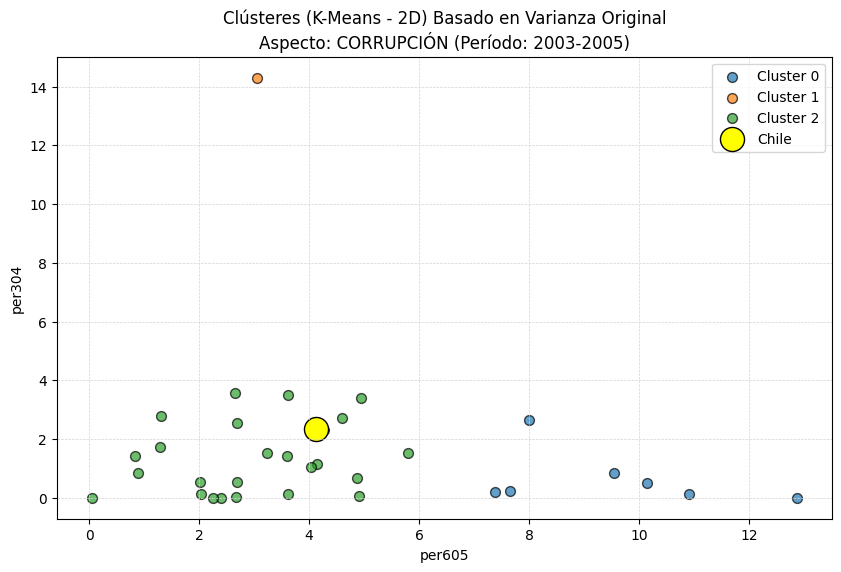 Clústeres (K-Means - 2D) Basado en Varianza Original
Aspecto: CORRUPCIÓN (Período: 2003-2005)
Cluster 0
Cluster 1
Cluster 2
Chile
per304
14
12
10
8
6
4
2
0
0 2 4 6 8 10 12
per605